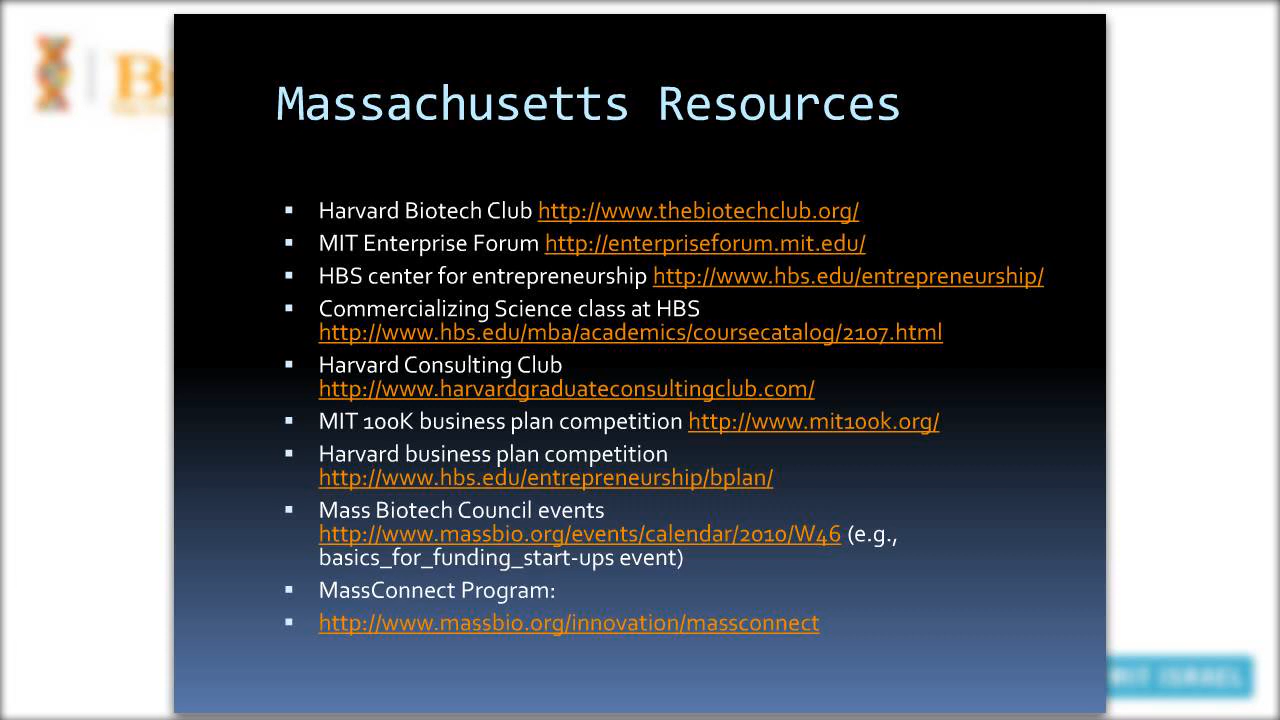 Massachusetts Resources
Harvard Biotech Club http://www.thebiotechclub.org/
MIT Enterprise Forum http://enterpriseforum.mit.edu/
HBS center for entrepreneurship http://www.hbs.edu/entrepreneurship/
Commercializing Science class at HBS
http://www.hbs.edu/mba/academics/coursecatalog/2107.html
Harvard Consulting Club
http://www.harvardgraduateconsultingclub.com/
MIT 100K business plan competition http://www.mit100k.org/
Harvard business plan competition
http://www.hbs.edu/entrepreneurship/bplan/
Mass Biotech Council events
http://www.massbio.org/events/calendar/2010/W46 (e.g.,
basics_for_funding_start-ups event)
MassConnect Program:
http://www.massbio.org/innovation/massconnect
MIT ISRAEL